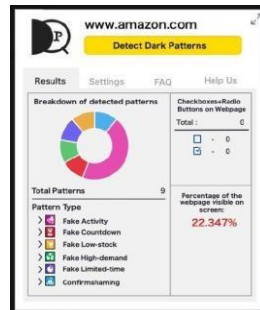 P
www.amazon.com
Detect Dark Patterns
Results
Settings
FAQ
Help Us
Breakdown of detected patterns
Total Patterns 9
Pattern Type
Fake Activity
Fake Countdown
Fake Low-stock
Fake High-demand
Fake Limited-time
Confirmshaming
Checkboxes+Radio
Buttons on Webpage
Total : 0
- 0
- 0
Percentage of the
webpage visible on
screen:
22.347%